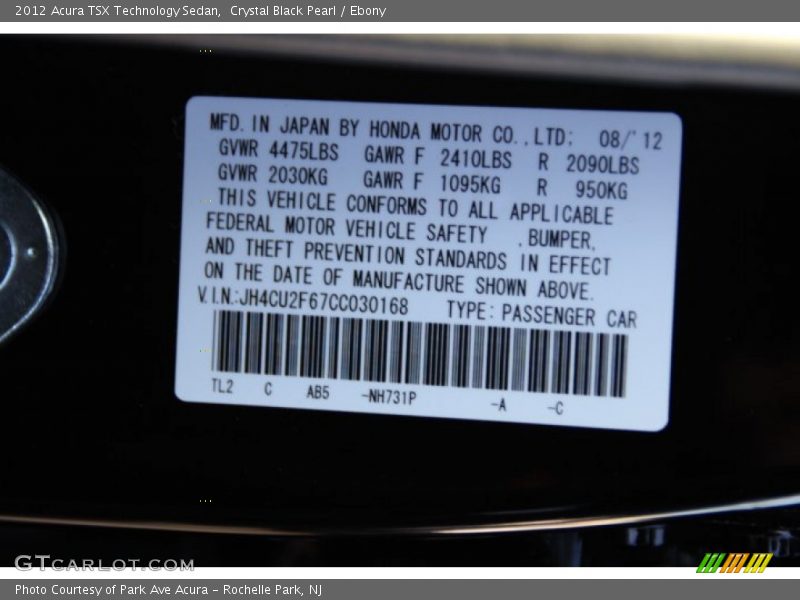 2012 Acura TSX Technology Sedan,  Crystal Black Pearl / Ebony
MFD. IN JAPAN BY HONDA MOTOR CO.,LTD; 08/'12
GVWR 4475LBS GAWR F 2410LBS R 2090LBS
GVWR 2030KG GAWR F 1095KG R 950KG
THIS VEHICLE CONFORMS TO ALL APPLICABLE
FEDERAL MOTOR VEHICLE SAFETY ,BUMPER,
AND THEFT PREVENTION STANDARDS IN EFFECT
ON THE DATE OF MANUFACTURE SHOWN ABOVE.
V.I.N.:JH4CU2F67CC030168 TYPE: PASSENGER CAR
TL2 C AB5 -NH731P -A -C
GTcarlot.com
Photo Courtesy of Park Ave Acura - Rochelle Park, NJ